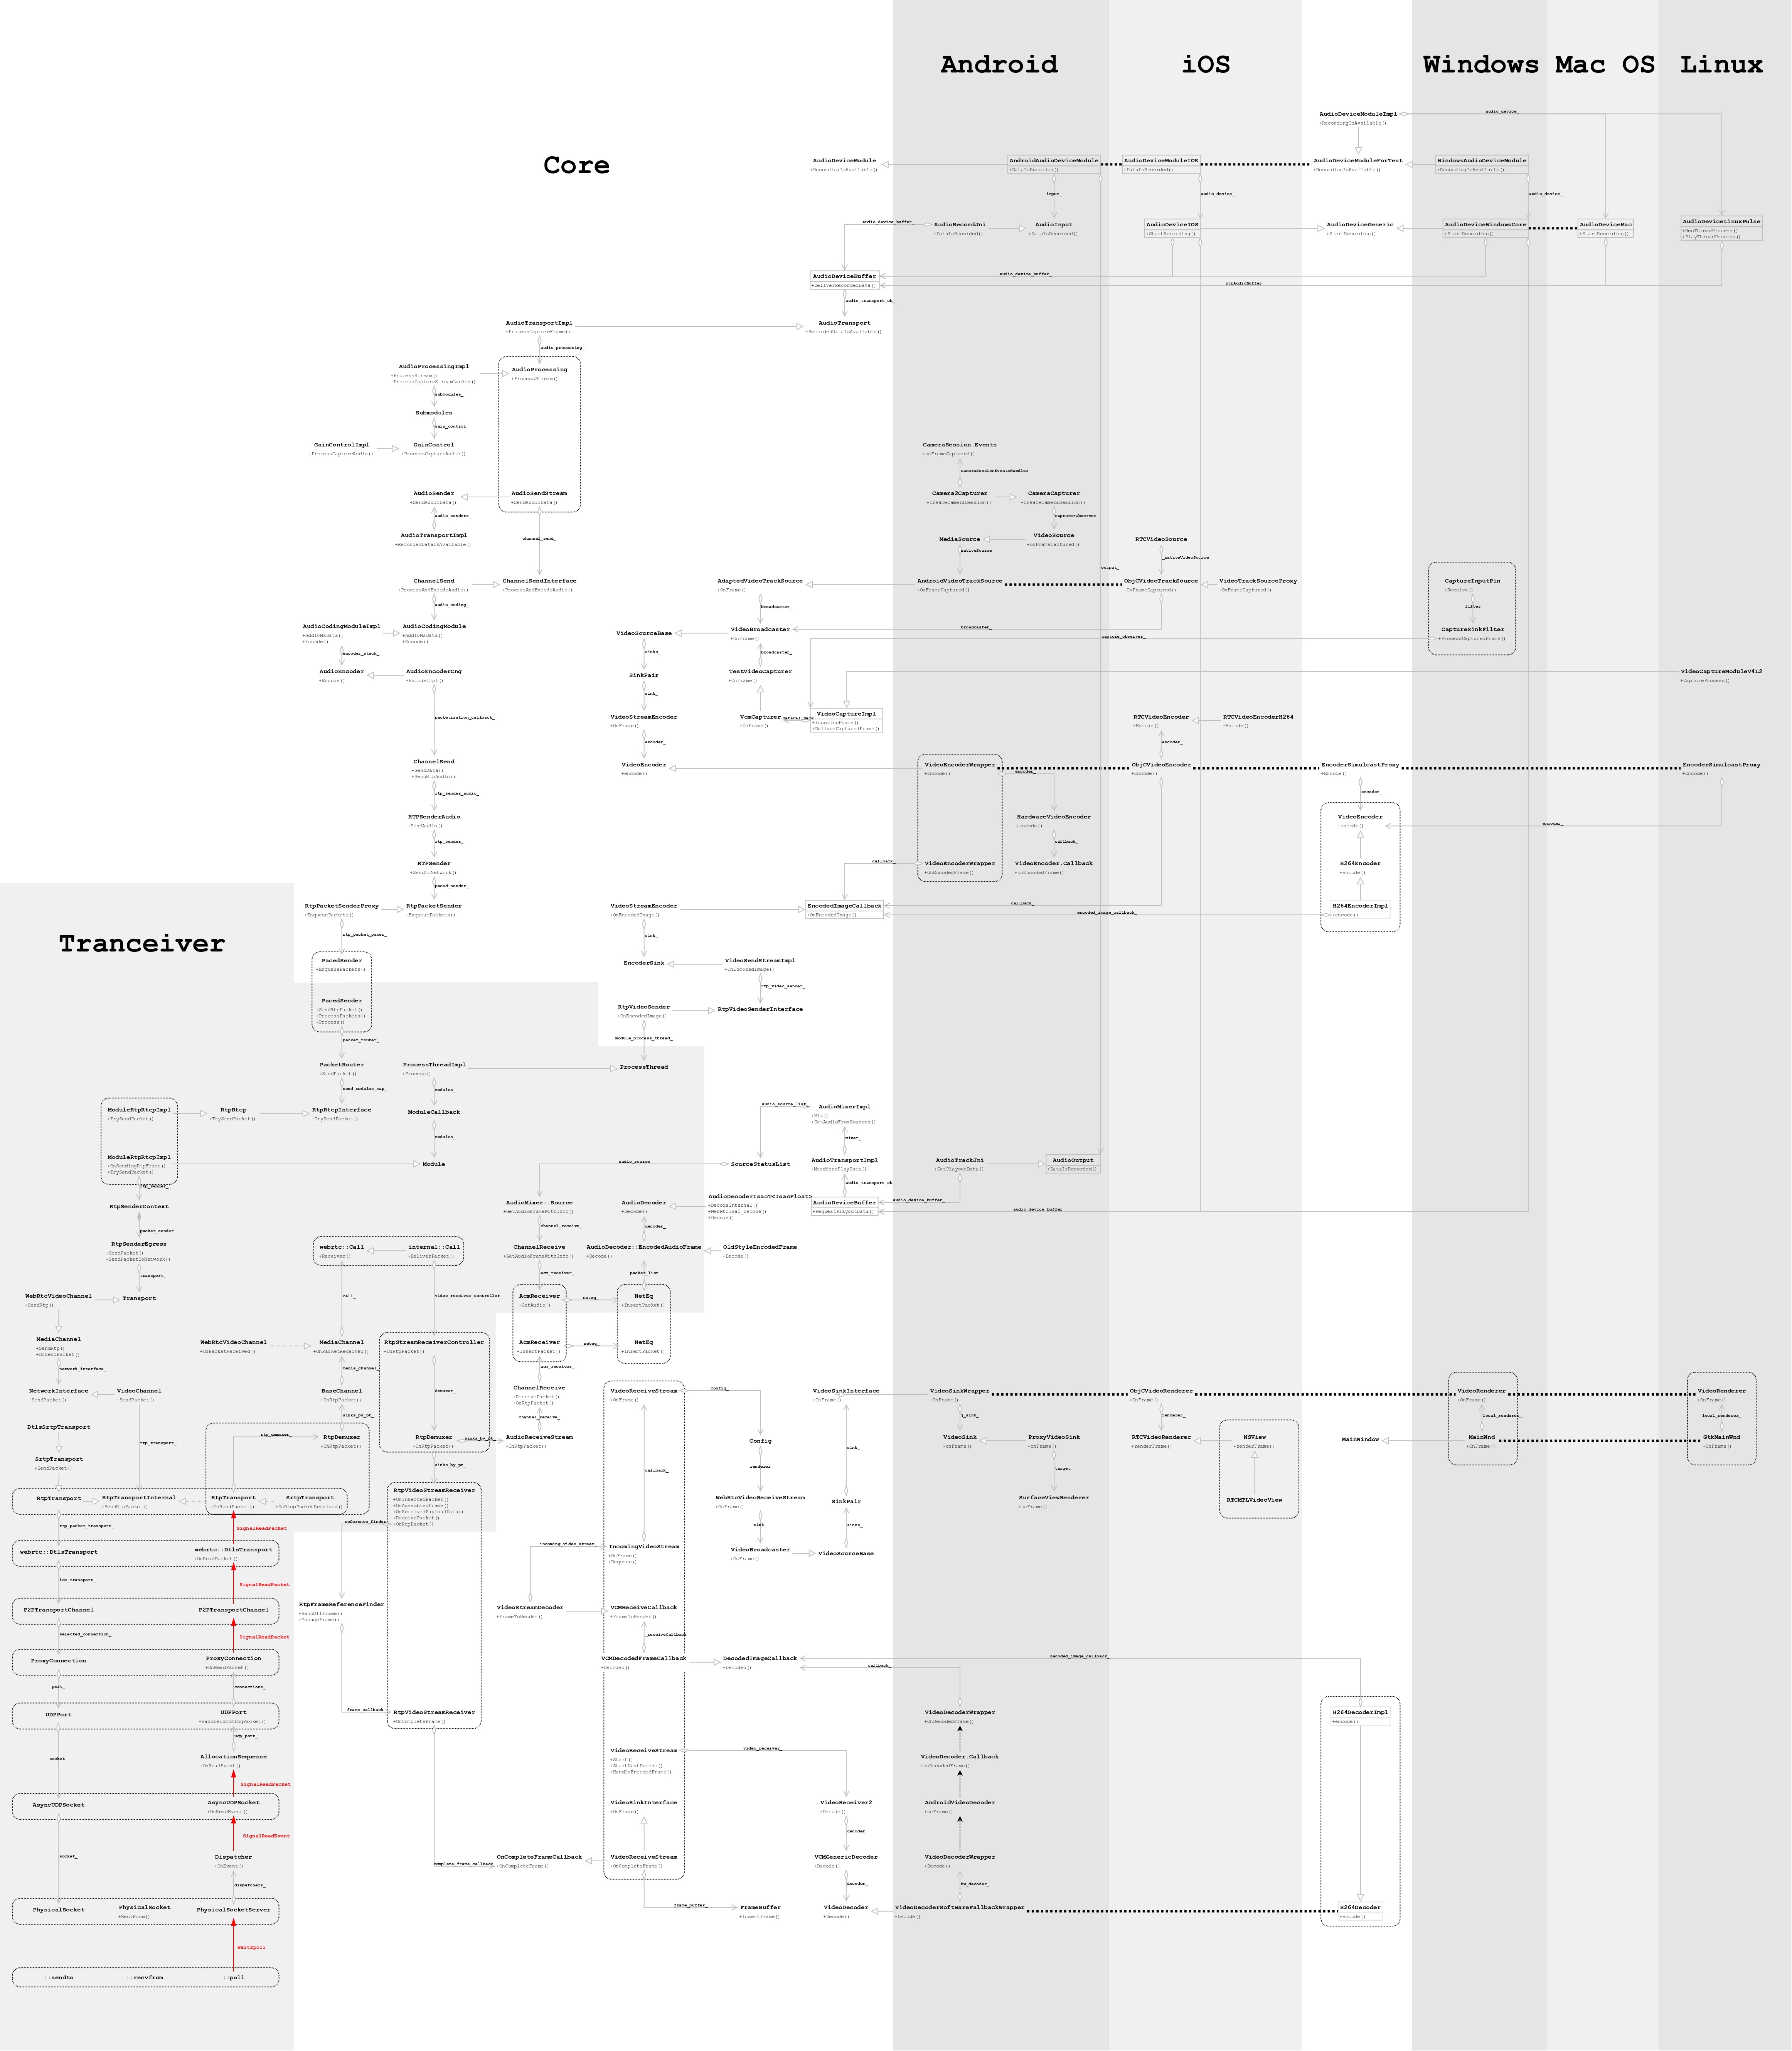 Android
iOS
Windows
Mac OS
Linux
Core
Tranceiver
AudioDeviceModuleImpl
+RecordingIsAvailable()
audio_device_
AudioDeviceModule
+RecordingIsAvailable()
AndroidAudioDeviceModule
+DataIsRecorded()
AudioDeviceModuleIOS
+DataIsRecorded()
AudioDeviceModuleForTest
+RecordingIsAvailable()
WindowsAudioDeviceModule
+RecordingIsAvailable()
input_
audio_device_
audio_device_
audio_device_buffer_
AudioRecordJni
+DataIsRecorded()
AudioInput
+DataIsRecorded()
AudioDeviceIOS
+StartRecording()
AudioDeviceGeneric
+StartRecording()
AudioDeviceWindowsCore
+StartRecording()
AudioDeviceMac
+StartRecording()
AudioDeviceLinuxPulse
+RecThreadProcess()
+PlayThreadProcess()
AudioDeviceBuffer
+DeliverRecordedData()
audio_device_buffer_
ptrAudioBuffer
audio_transport_cb_
AudioTransportImpl
+ProcessCaptureFrame()
AudioTransport
+RecordedDataIsAvailable()
audio_processing_
AudioProcessingImpl
+ProcessStream()
+ProcessCaptureStreamLocked()
AudioProcessing
+ProcessStream()
submodules_
Submodules
gain_control
GainControlImpl
+ProcessCaptureAudio()
GainControl
+ProcessCaptureAudio()
CameraSession.Events
+onFrameCaptured()
cameraSessionEventsHandler
AudioSender
+SendAudioData()
AudioSendStream
+SendAudioData()
Camera2Capturer
+createCameraSession()
CameraCapturer
+createCameraSession()
audio_senders_
capturerObserver
AudioTransportImpl
+RecordedDataIsAvailable()
channel_send_
MediaSource
VideoSource
+onFrameCaptured()
RTCVideoSource
nativeSource
_nativeVideoSource
output_
ChannelSend
+ProcessAndEncodeAudio()
ChannelSendInterface
+ProcessAndEncodeAudio()
AdaptedVideoTrackSource
+OnFrame()
AndroidVideoTrackSource
+OnFrameCaptured()
ObjCVideoTrackSource
+OnFrameCaptured()
VideoTrackSourceProxy
+OnFrameCaptured()
CaptureInputPin
+Receive()
audio_coding_
broadcaster_
filter
AudioCodingModuleImpl
+Add10MsData()
+Encode()
AudioCodingModule
+Add10MsData()
+Encode()
VideoSourceBase
VideoBroadcaster
+OnFrame()
broadcaster_
capture_observer_
CaptureSinkFilter
+ProcessCapturedFrame()
encoder_stack_
sinks_
broadcaster_
AudioEncoder
+Encode()
AudioEncoderCng
+EncodeImpl()
SinkPair
TestVideoCapturer
+OnFrame()
VideoCaptureModuleV4L2
+CaptureProcess()
sink_
packetization_callback_
VideoStreamEncoder
+OnFrame()
VcmCapturer
+OnFrame()
dataCallBack
VideoCaptureImpl
+IncomingFrame()
+DeliverCapturedFrame()
RTCVideoEncoder
+Encode()
RTCVideoEncoderH264
+Encode()
encoder_
encoder_
ChannelSend
+SendData()
+SendRtpAudio()
VideoEncoder
+encode()
VideoEncoderWrapper
+Encode()
encoder_
ObjCVideoEncoder
+Encode()
EncoderSimulcastProxy
+Encode()
EncoderSimulcastProxy
+Encode()
rtp_sender_audio_
encoder_
RTPSenderAudio
+SendAudio()
HardwareVideoEncoder
+encode()
VideoEncoder
+encode()
encoder_
rtp_sender_
callback_
RTPSender
+SendToNetwork()
callback_
VideoEncoderWrapper
+OnEncodedFrame()
VideoEncoder.Callback
+onEncodedFrame()
H264Encoder
+encode()
paced_sender_
RtpPacketSenderProxy
+EnqueuePackets()
RtpPacketSender
+EnqueuePackets()
VideoStreamEncoder
+OnEncodedImage()
EncodedImageCallback
+OnEncodedImage()
callback_
encoded_image_callback_
H264EncoderImpl
+encode()
rtp_packet_pacer_
sink_
PacedSender
+EnqueuePackets()
EncoderSink
VideoSendStreamImpl
+OnEncodedImage()
rtp_video_sender_
PacedSender
+SendRtpPacket()
+ProcessPackets()
+Process()
RtpVideoSender
+OnEncodedImage()
RtpVideoSenderInterface
packet_router_
module_process_thread_
PacketRouter
+SendPacket()
ProcessThreadImpl
+Process()
ProcessThread
send_modules_map_
modules_
ModuleRtpRtcpImpl
+TrySendPacket()
RtpRtcp
+TrySendPacket()
RtpRtcpInterface
+TrySendPacket()
ModuleCallback
audio_source_list_
AudioMixerImpl
+Mix()
+GetAudioFromSources()
modules_
mixer_
ModuleRtpRtcpImpl
+OnSendingRtpFrame()
+TrySendPacket()
Module
audio_source
SourceStatusList
AudioTransportImpl
+NeedMorePlayData()
AudioTrackJni
+GetPlayoutData()
AudioOutput
+DataIsRecorded()
rtp_sender_
audio_transport_cb_
RtpSenderContext
AudioMixer::Source
+GetAudioFrameWithInfo()
AudioDecoder
+Decode()
AudioDecoderIsacT<IsacFloat>
+DecodeInternal()
+WebRtcIsac_Decode()
+Decode()
AudioDeviceBuffer
+RequestPlayoutData()
audio_device_buffer_
audio_device_buffer
packet_sender
channel_receive_
decoder_
RtpSenderEgress
+SendPacket()
+SendPacketToNetwork()
webrtc::Call
+Receiver()
internal::Call
+DeliverPacket()
ChannelReceive
+GetAudioFrameWithInfo()
AudioDecoder::EncodedAudioFrame
+Decode()
OldStyleEncodedFrame
+Decode()
transport_
acm_receiver_
packet_list
WebRtcVideoChannel
+SendRtp()
Transport
call_
video_receiver_controller_
AcmReceiver
+GetAudio()
neteq_
NetEq
+InsertPacket()
MediaChannel
+SendRtp()
+OnSendPacket()
WebRtcVideoChannel
+OnPacketReceived()
MediaChannel
+OnPacketReceived()
RtpStreamReceiverController
+OnRtpPacket()
AcmReceiver
+InsertPacket()
neteq_
NetEq
+InsertPacket()
network_interface_
media_channel_
acm_receiver_
NetworkInterface
+SendPacket()
VideoChannel
+SendPacket()
BaseChannel
+OnRtpPacket()
demuxer_
ChannelReceive
+ReceivePacket()
+OnRtpPacket()
VideoReceiveStream
+OnFrame()
config_
VideoSinkInterface
+OnFrame()
VideoSinkWrapper
+OnFrame()
ObjCVideoRenderer
+OnFrame()
VideoRenderer
+OnFrame()
VideoRenderer
+OnFrame()
sinks_by_pt_
channel_receive_
j_sink_
renderer_
local_renderer_
local_renderer_
DtlsSrtpTransport
rtp_demuxer_
RtpDemuxer
+OnRtpPacket()
RtpDemuxer
+OnRtpPacket()
sinks_by_pt_
AudioReceiveStream
+OnRtpPacket()
Config
VideoSink
+onFrame()
ProxyVideoSink
+onFrame()
RTCVideoRenderer
+renderFrame()
NSView
+renderFrame()
MainWindow
MainWnd
+OnFrame()
GtkMainWnd
+OnFrame()
rtp_transport_
callback_
sink_
SrtpTransport
+SendPacket()
sinks_by_pt_
renderer
target
RtpTransport
RtpTransportInternal
+SendRtpPacket()
RtpTransport
+OnReadPacket()
SrtpTransport
+OnRtcpPacketReceived()
RtpVideoStreamReceiver
+OnInsertedPacket()
+OnAssembledFrame()
+OnReceivedPayloadData()
+ReceivePacket()
+OnRtpPacket()
WebRtcVideoReceiveStream
+OnFrame()
SinkPair
SurfaceViewRenderer
+onFrame()
RTCMTLVideoView
rtp_packet_transport_
SignalReadPacket
reference_finder_
sink_
sinks_
webrtc::DtlsTransport
webrtc::DtlsTransport
+OnReadPacket()
incoming_video_stream_
IncomingVideoStream
+OnFrame()
+Dequeue()
VideoBroadcaster
+OnFrame()
VideoSourceBase
ice_transport_
SignalReadPacket
P2PTransportChannel
P2PTransportChannel
RtpFrameReferenceFinder
+HandOffFrame()
+ManageFrame()
VideoStreamDecoder
+FrameToRender()
VCMReceiveCallback
+FrameToRender()
selected_connection_
SignalReadPacket
_receiveCallback
ProxyConnection
ProxyConnection
+OnReadPacket()
VCMDecodedFrameCallback
+Decoded()
DecodedImageCallback
+Decoded()
decoded_image_callback_
callback_
port_
connections_
UDPPort
UDPPort
+HandleIncomingPacket()
frame_callback_
RtpVideoStreamReceiver
+OnCompleteFrame()
VideoDecoderWrapper
+OnDecodedFrame()
H264DecoderImpl
+encode()
socket_
udp_port_
AllocationSequence
+OnReadEvent()
VideoReceiveStream
+Start()
+StartNextDecode()
+HandleEncodedFrame()
video_receiver_
VideoDecoder.Callback
+onDecodedFrame()
SignalReadPacket
AsyncUDPSocket
AsyncUDPSocket
+OnReadEvent()
VideoSinkInterface
+OnFrame()
VideoReceiver2
+Decode()
AndroidVideoDecoder
+onFrame()
SignalReadEvent
decoder
socket_
Dispatcher
+OnEvent()
complete_frame_callback_
OnCompleteFrameCallback
+OnCompleteFrame()
VideoReceiveStream
+OnCompleteFrame()
VCMGenericDecoder
+Decode()
VideoDecoderWrapper
+Decode()
dispatchers_
decoder_
hw_decoder_
PhysicalSocket
PhysicalSocket
+RecvFrom()
PhysicalSocketServer
frame_buffer_
FrameBuffer
+InsertFrame()
VideoDecoder
+Decode()
VideoDecoderSoftwareFallbackWrapper
+Decode()
H264Decoder
+encode()
WaitEpoll
::sendto
::recvfrom
::poll